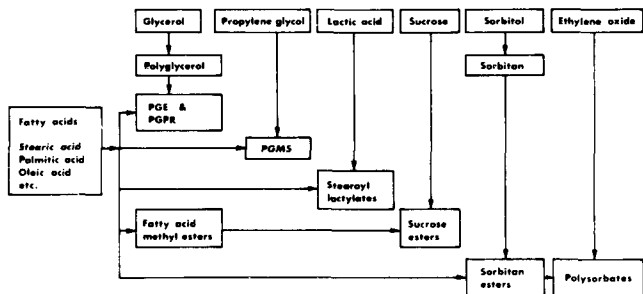 Glycerol
Propylene glycol
Lactic acid
Sucrose
Sorbitol
Ethylene oxide
Polyglycerol
Sorbitan
PGE &
PGPR
Fatty acids
Stearic acid
Palmitic acid
Oleic acid
etc.
PGMS
Stearoyl
lactylates
Fatty acid
methyl esters
Sucrose
esters
Sorbitan
esters
Polysorbates